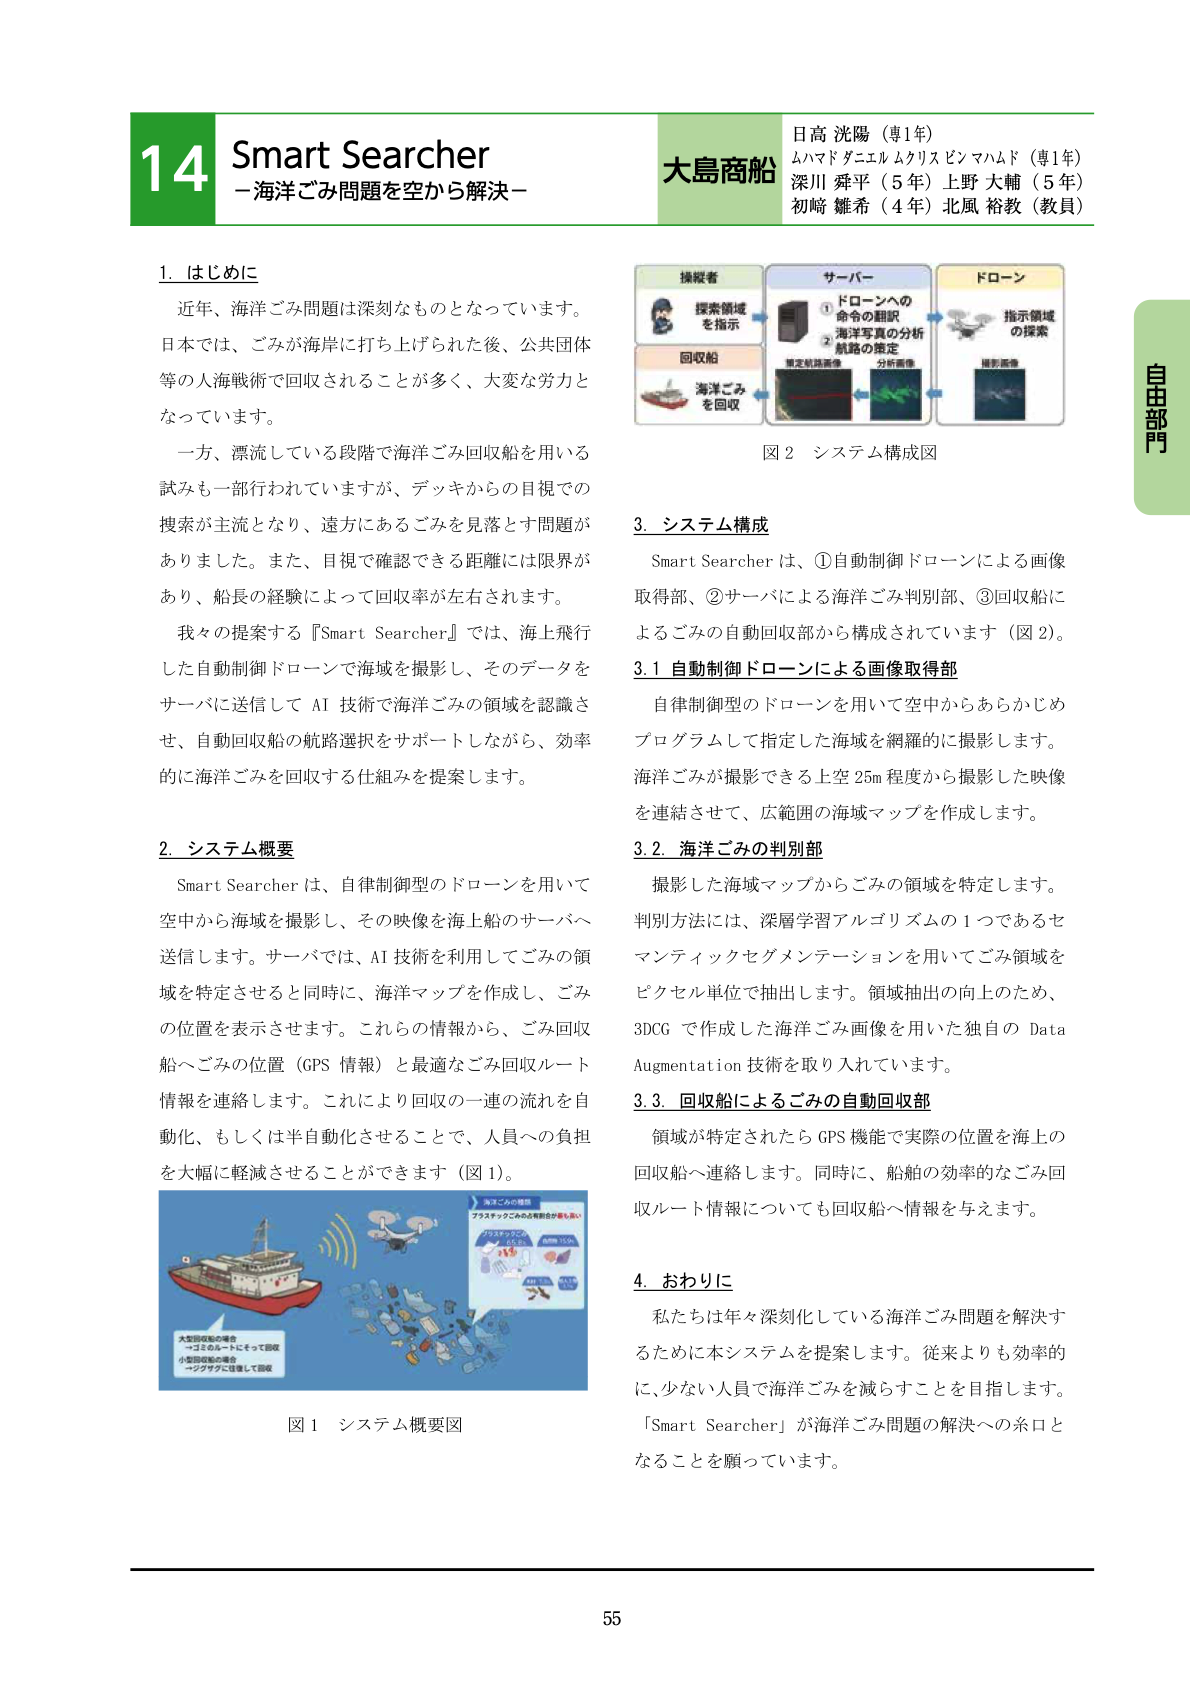 14
Smart Searcher
－海洋ごみ問題を空から解決－
大島商船
日高 洸陽（専1年）
ムハマド ダニエル ムクリス ビン マハムド（専1年）
深川 舜平（５年）上野 大輔（５年）
初﨑 雛希（４年）北風 裕教（教員）
自由部門
1. はじめに
近年、海洋ごみ問題は深刻なものとなっています。
日本では、ごみが海岸に打ち上げられた後、公共団体
等の人海戦術で回収されることが多く、大変な労力と
なっています。
一方、漂流している段階で海洋ごみ回収船を用いる
試みも一部行われていますが、デッキからの目視での
捜索が主流となり、遠方にあるごみを見落とす問題が
ありました。また、目視で確認できる距離には限界が
あり、船長の経験によって回収率が左右されます。
我々の提案する『Smart Searcher』では、海上飛行
した自動制御ドローンで海域を撮影し、そのデータを
サーバに送信して AI 技術で海洋ごみの領域を認識さ
せ、自動回収船の航路選択をサポートしながら、効率
的に海洋ごみを回収する仕組みを提案します。
2. システム概要
Smart Searcher は、自律制御型のドローンを用いて
空中から海域を撮影し、その映像を海上船のサーバへ
送信します。サーバでは、AI 技術を利用してごみの領
域を特定させると同時に、海洋マップを作成し、ごみ
の位置を表示させます。これらの情報から、ごみ回収
船へごみの位置（GPS 情報）と最適なごみ回収ルート
情報を連絡します。これにより回収の一連の流れを自
動化、もしくは半自動化させることで、人員への負担
を大幅に軽減させることができます（図 1）。
海洋ごみの種類
プラスチックごみの占有割合が最も高い
プラスチックごみ
65.8%
大型回収船の場合
→ゴミのルートにそって回収
小型回収船の場合
→ジグザグに往復して回収
図 1　システム概要図
操縦者
探索領域
を指示
回収船
海洋ごみ
を回収
サーバー
① ドローンへの
命令の翻訳
② 海洋写真の分析
航路の策定
策定航路画像
分析画像
ドローン
指示領域
の探索
撮影画像
図 2　システム構成図
3. システム構成
Smart Searcher は、①自動制御ドローンによる画像
取得部、②サーバによる海洋ごみ判別部、③回収船に
よるごみの自動回収部から構成されています（図 2）。
3.1 自動制御ドローンによる画像取得部
自律制御型のドローンを用いて空中からあらかじめ
プログラムして指定した海域を網羅的に撮影します。
海洋ごみが撮影できる上空 25m 程度から撮影した映像
を連結させて、広範囲の海域マップを作成します。
3.2. 海洋ごみの判別部
撮影した海域マップからごみの領域を特定します。
判別方法には、深層学習アルゴリズムの 1 つであるセ
マンティックセグメンテーションを用いてごみ領域を
ピクセル単位で抽出します。領域抽出の向上のため、
3DCG で作成した海洋ごみ画像を用いた独自の Data
Augmentation 技術を取り入れています。
3.3. 回収船によるごみの自動回収部
領域が特定されたら GPS 機能で実際の位置を海上の
回収船へ連絡します。同時に、船舶の効率的なごみ回
収ルート情報についても回収船へ情報を与えます。
4. おわりに
私たちは年々深刻化している海洋ごみ問題を解決す
るために本システムを提案します。従来よりも効率的
に、少ない人員で海洋ごみを減らすことを目指します。
「Smart Searcher」が海洋ごみ問題の解決への糸口と
なることを願っています。
55